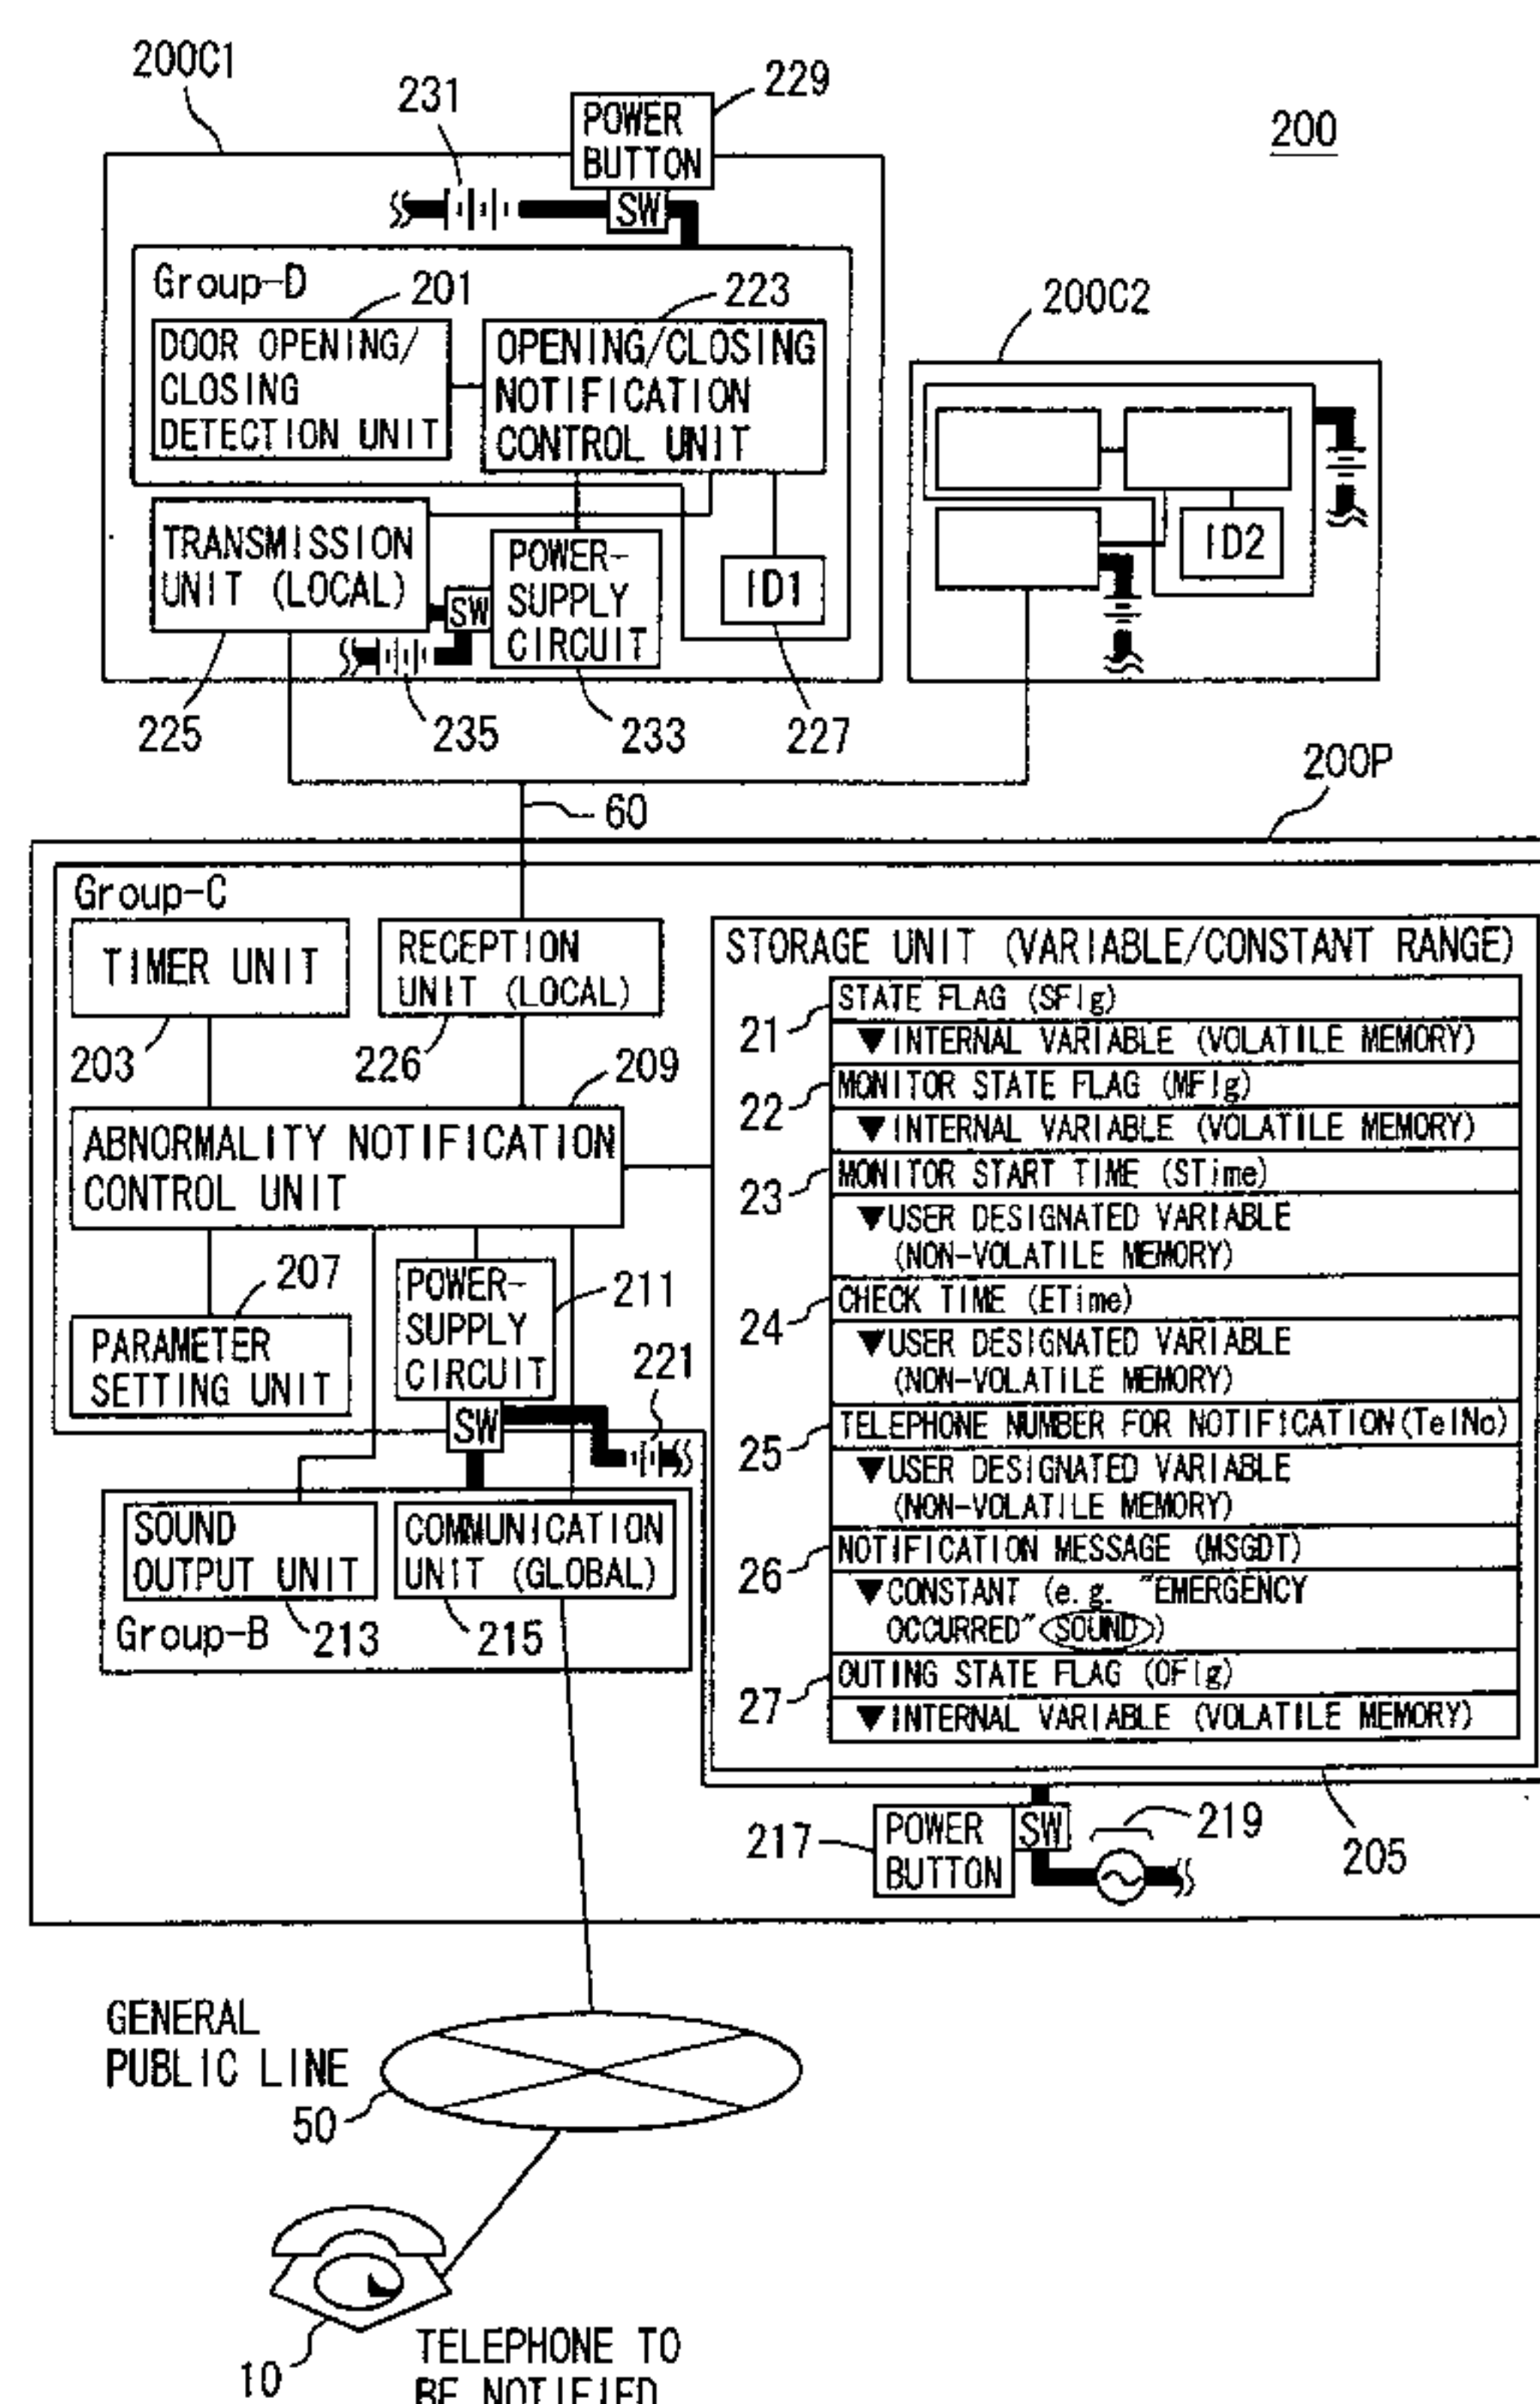 200C1
229
231
POWER
BUTTON
200
SW
Group-D
201
223
200C2
DOOR OPENING/
CLOSING
DETECTION UNIT
OPENING/CLOSING
NOTIFICATION
CONTROL UNIT
TRANSMISSION
UNIT (LOCAL)
SW
POWER-
SUPPLY
CIRCUIT
ID1
ID2
225
235
233
227
200P
60
Group-C
TIMER UNIT
RECEPTION
UNIT (LOCAL)
203
226
209
ABNORMALITY NOTIFICATION
CONTROL UNIT
207
PARAMETER
SETTING UNIT
POWER-
SUPPLY
CIRCUIT
211
221
SW
SOUND
OUTPUT UNIT
COMMUNICATION
UNIT (GLOBAL)
Group-B
213
215
STORAGE UNIT (VARIABLE/CONSTANT RANGE)
21
STATE FLAG (SFlg)
▼INTERNAL VARIABLE (VOLATILE MEMORY)
22
MONITOR STATE FLAG (MFlg)
▼INTERNAL VARIABLE (VOLATILE MEMORY)
23
MONITOR START TIME (STime)
▼USER DESIGNATED VARIABLE
(NON-VOLATILE MEMORY)
24
CHECK TIME (ETime)
▼USER DESIGNATED VARIABLE
(NON-VOLATILE MEMORY)
25
TELEPHONE NUMBER FOR NOTIFICATION(TelNo)
▼USER DESIGNATED VARIABLE
(NON-VOLATILE MEMORY)
26
NOTIFICATION MESSAGE (MSGDT)
▼CONSTANT (e.g. "EMERGENCY
OCCURRED" SOUND)
27
OUTING STATE FLAG (OFlg)
▼INTERNAL VARIABLE (VOLATILE MEMORY)
217
POWER
BUTTON
SW
219
205
GENERAL
PUBLIC LINE
50
10
TELEPHONE TO
BE NOTIFIED